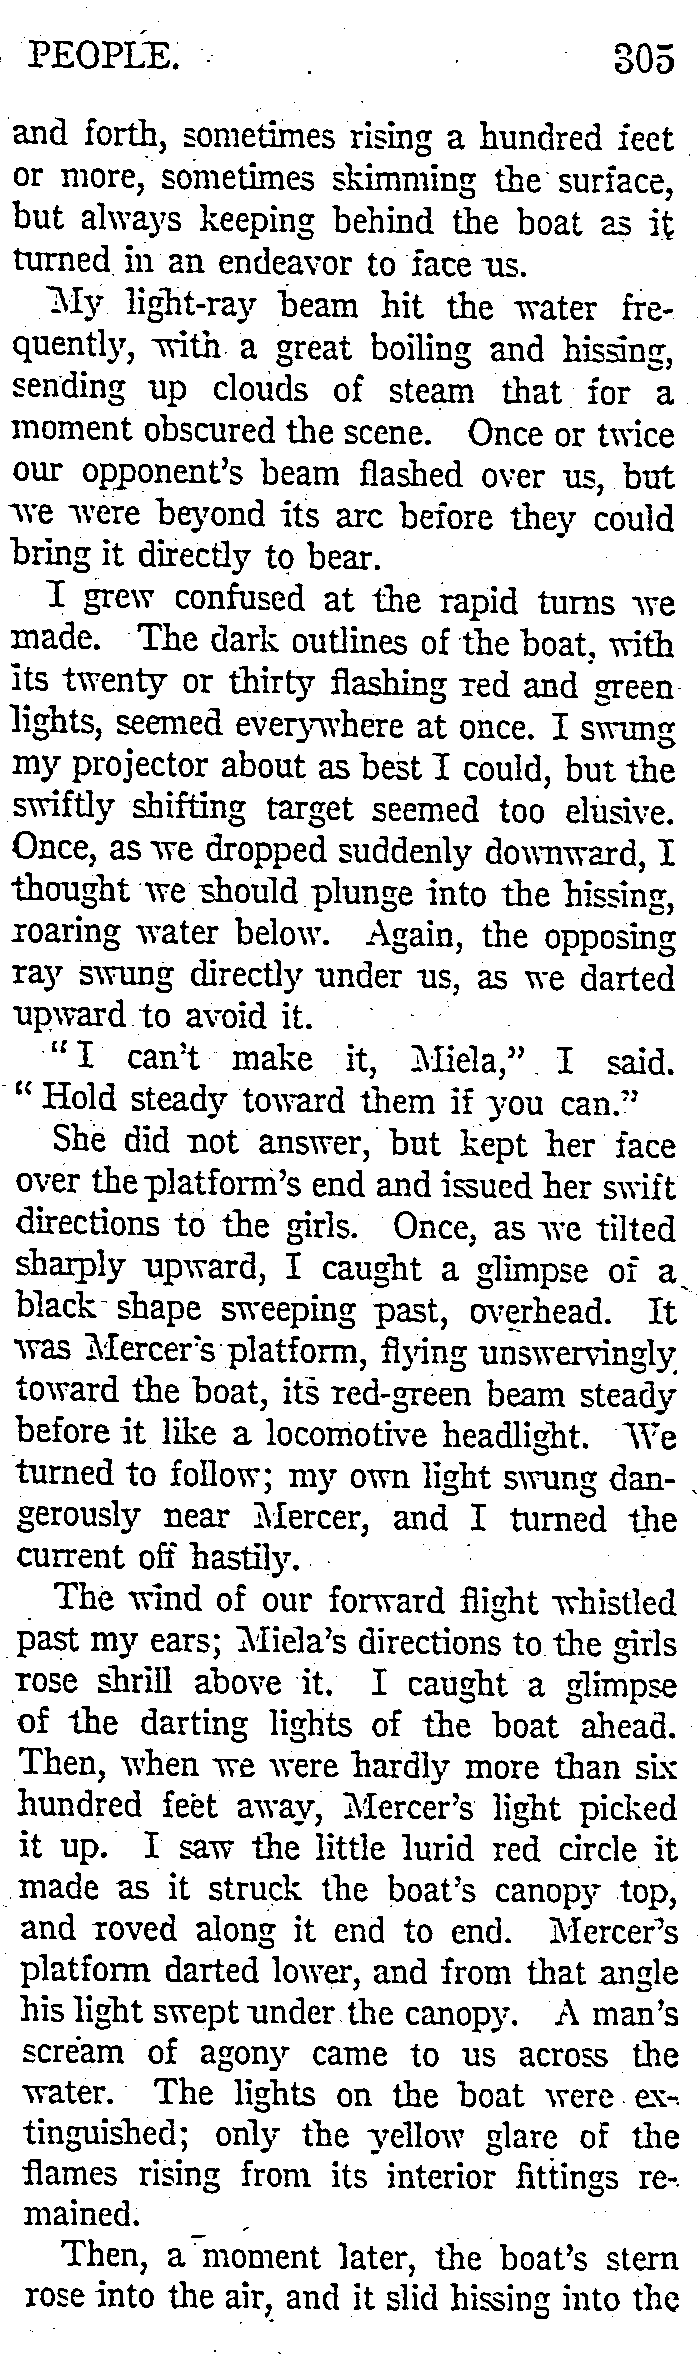 PEOPLE. 305
and forth, sometimes rising a hundred feet
or more, sometimes skimming the surface,
but always keeping behind the boat as it
turned in an endeavor to face us.
My light-ray beam hit the water fre-
quently, with a great boiling and hissing,
sending up clouds of steam that for a
moment obscured the scene. Once or twice
our opponent's beam flashed over us, but
we were beyond its arc before they could
bring it directly to bear.
I grew confused at the rapid turns we
made. The dark outlines of the boat, with
its twenty or thirty flashing red and green
lights, seemed everywhere at once. I swung
my projector about as best I could, but the
swiftly shifting target seemed too elusive.
Once, as we dropped suddenly downward, I
thought we should plunge into the hissing,
roaring water below. Again, the opposing
ray swung directly under us, as we darted
upward to avoid it.
"I can't make it, Miela," I said.
"Hold steady toward them if you can."
She did not answer, but kept her face
over the platform's end and issued her swift
directions to the girls. Once, as we tilted
sharply upward, I caught a glimpse of a
black shape sweeping past, overhead. It
was Mercer's platform, flying unswervingly
toward the boat, its red-green beam steady
before it like a locomotive headlight. We
turned to follow; my own light swung dan-
gerously near Mercer, and I turned the
current off hastily.
The wind of our forward flight whistled
past my ears; Miela's directions to the girls
rose shrill above it. I caught a glimpse
of the darting lights of the boat ahead.
Then, when we were hardly more than six
hundred feet away, Mercer's light picked
it up. I saw the little lurid red circle it
made as it struck the boat's canopy top,
and roved along it end to end. Mercer's
platform darted lower, and from that angle
his light swept under the canopy. A man's
scream of agony came to us across the
water. The lights on the boat were ex-
tinguished; only the yellow glare of the
flames rising from its interior fittings re-
mained.
Then, a moment later, the boat's stern
rose into the air, and it slid hissing into the